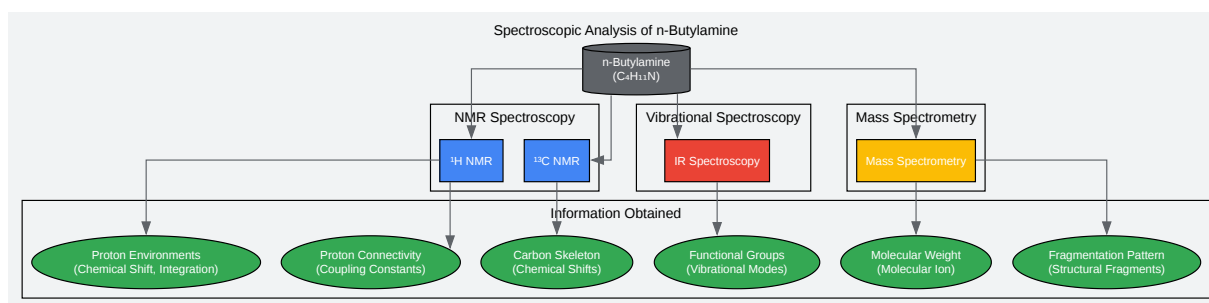 Spectroscopic Analysis of n-Butylamine
n-Butylamine
(C₄H₁₁N)
NMR Spectroscopy
Vibrational Spectroscopy
Mass Spectrometry
¹H NMR
¹³C NMR
IR Spectroscopy
Mass Spectrometry
Information Obtained
Proton Environments
(Chemical Shift, Integration)
Proton Connectivity
(Coupling Constants)
Carbon Skeleton
(Chemical Shifts)
Functional Groups
(Vibrational Modes)
Molecular Weight
(Molecular Ion)
Fragmentation Pattern
(Structural Fragments)